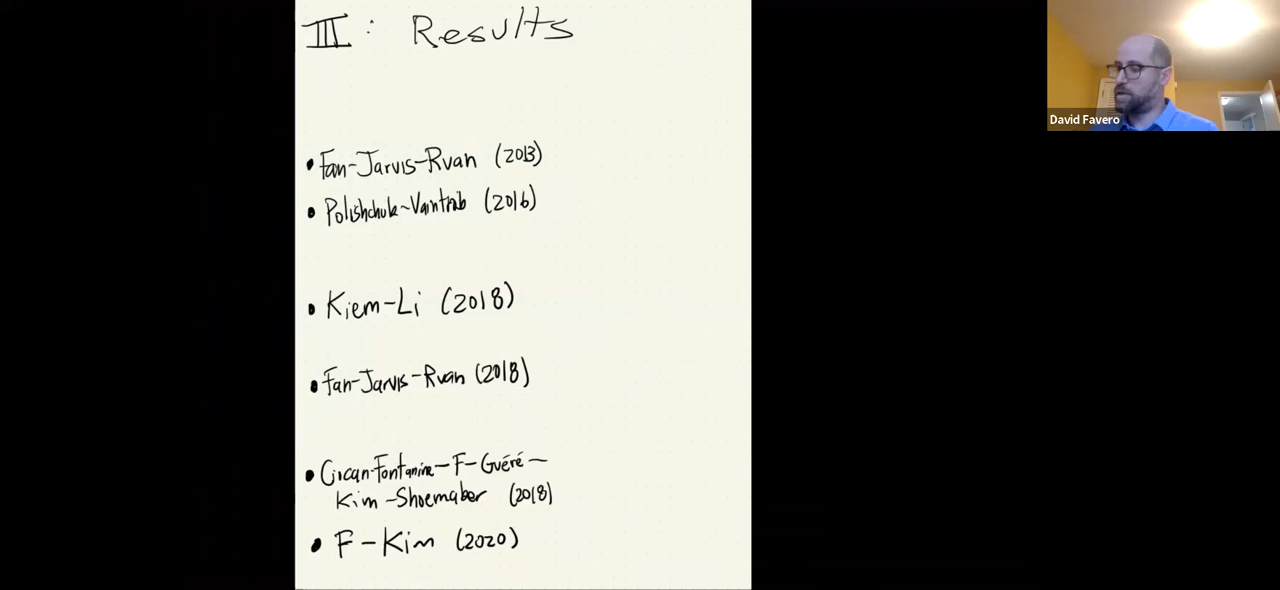 III: Results
David Favero
• Fan-Jarvis-Ruan (2013)
• Polishchuk-Vaintrob (2016)
• Kiem-Li (2018)
• Fan-Jarvis-Ruan (2018)
• Ciocan-Fontanine-F-Guéré-
Kim-Shoemaker (2018)
• F-Kim (2020)